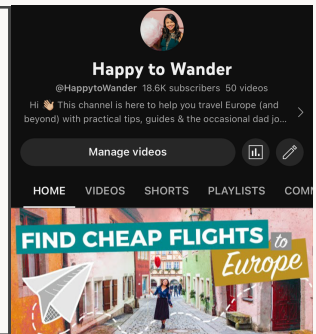 Happy to Wander
@HappytoWander 18.6K subscribers 50 videos
Hi 👋 This channel is here to help you travel Europe (and
beyond) with practical tips, guides & the occasional dad jo...
Manage videos
HOME VIDEOS SHORTS PLAYLISTS COMM
FIND CHEAP FLIGHTS to
Europe